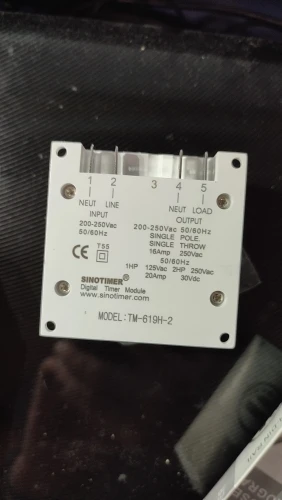 1 2 3 4 5
NEUT LINE NEUT LOAD
INPUT OUTPUT
200-250Vac 200-250Vac 50/60Hz
50/60Hz SINGLE POLE
SINGLE THROW
16Amp 250Vac
CE T55 50/60Hz
1HP 125Vac 2HP 250Vac
20Amp 30Vdc
SINOTIMER®
Digital Timer Module
www.sinotimer.com
MODEL:TM-619H-2